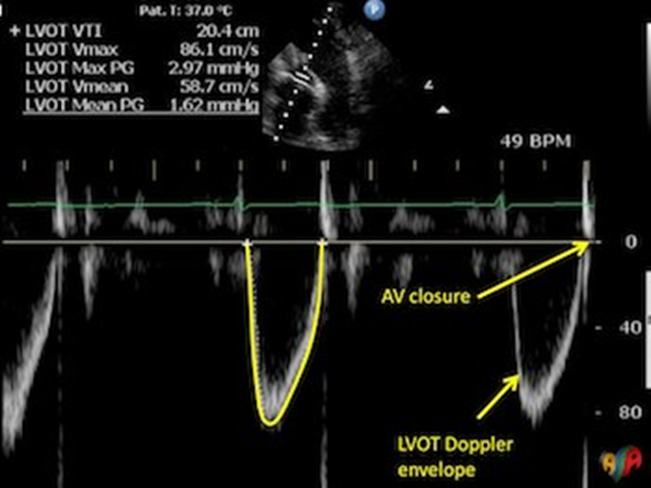 Pat. T: 37.0 °C
+ LVOT VTI 20.4 cm
LVOT Vmax 86.1 cm/s
LVOT Max PG 2.97 mmHg
LVOT Vmean 58.7 cm/s
LVOT Mean PG 1.62 mmHg
P
49 BPM
0
AV closure
40
80
LVOT Doppler
envelope